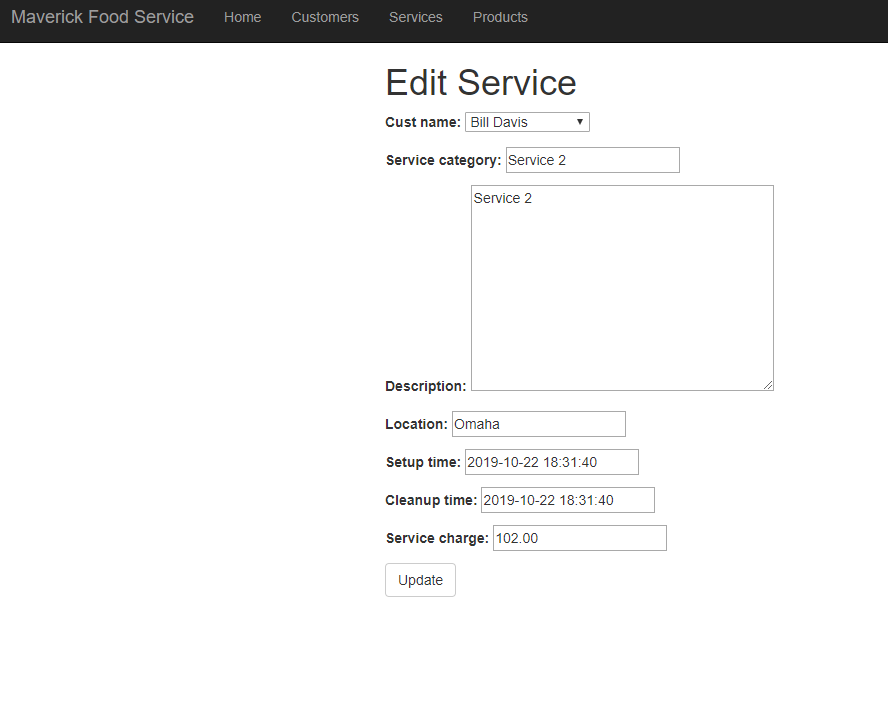 Maverick Food Service Home Customers Services Products
Edit Service
Cust name: Bill Davis
Service category: Service 2
Service 2
Description:
Location: Omaha
Setup time: 2019-10-22 18:31:40
Cleanup time: 2019-10-22 18:31:40
Service charge: 102.00
Update